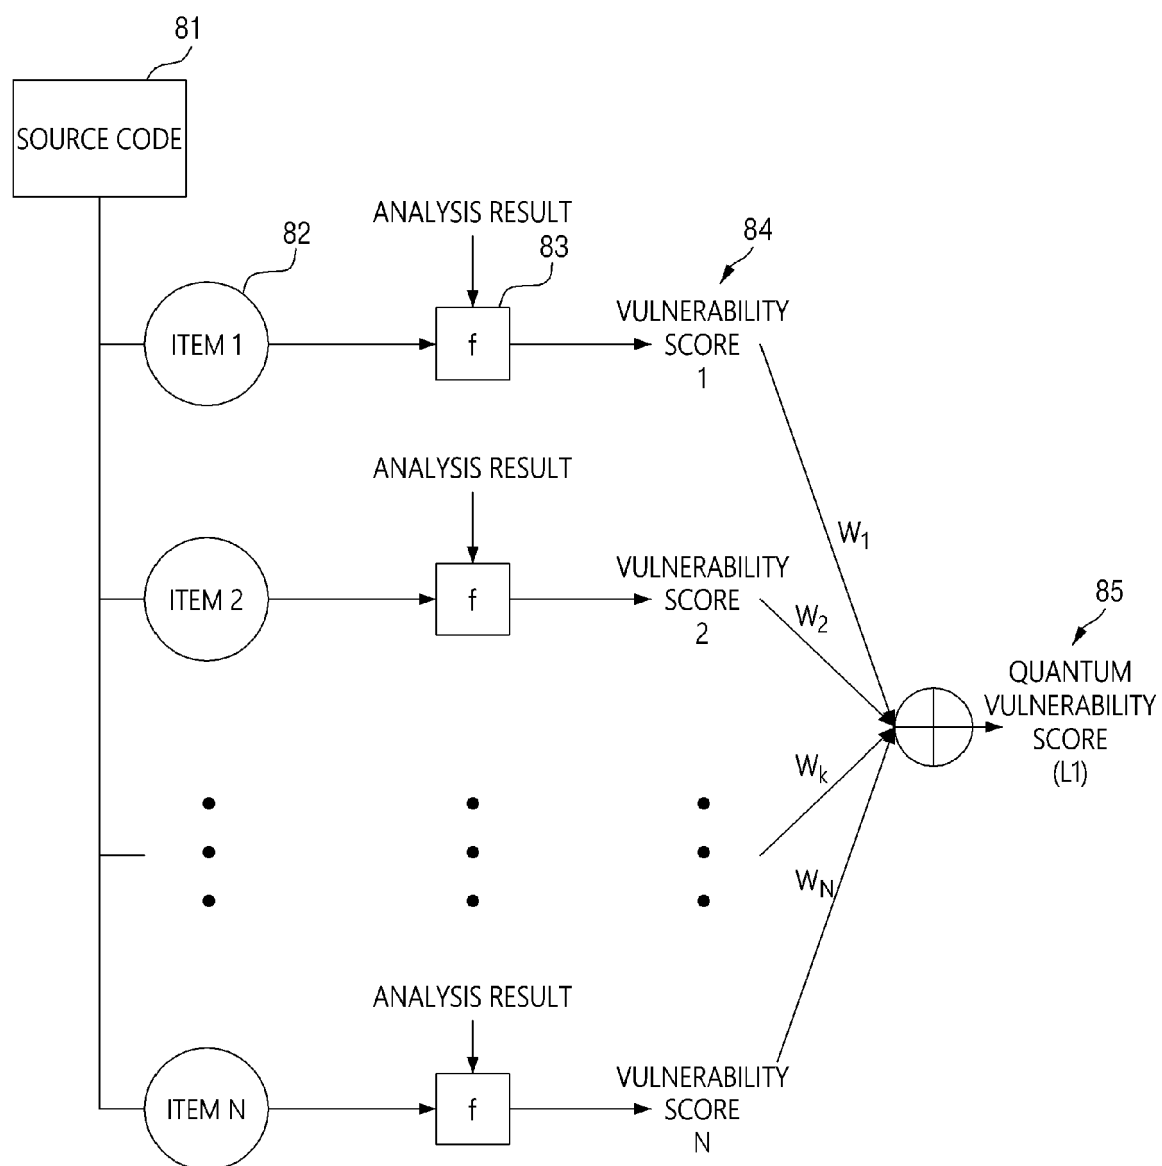 81
SOURCE CODE
ANALYSIS RESULT
82
83
84
ITEM 1
f
VULNERABILITY
SCORE
1
W1
ANALYSIS RESULT
ITEM 2
f
VULNERABILITY
SCORE
2
W2
85
QUANTUM
VULNERABILITY
SCORE
(L1)
Wk
WN
ANALYSIS RESULT
ITEM N
f
VULNERABILITY
SCORE
N